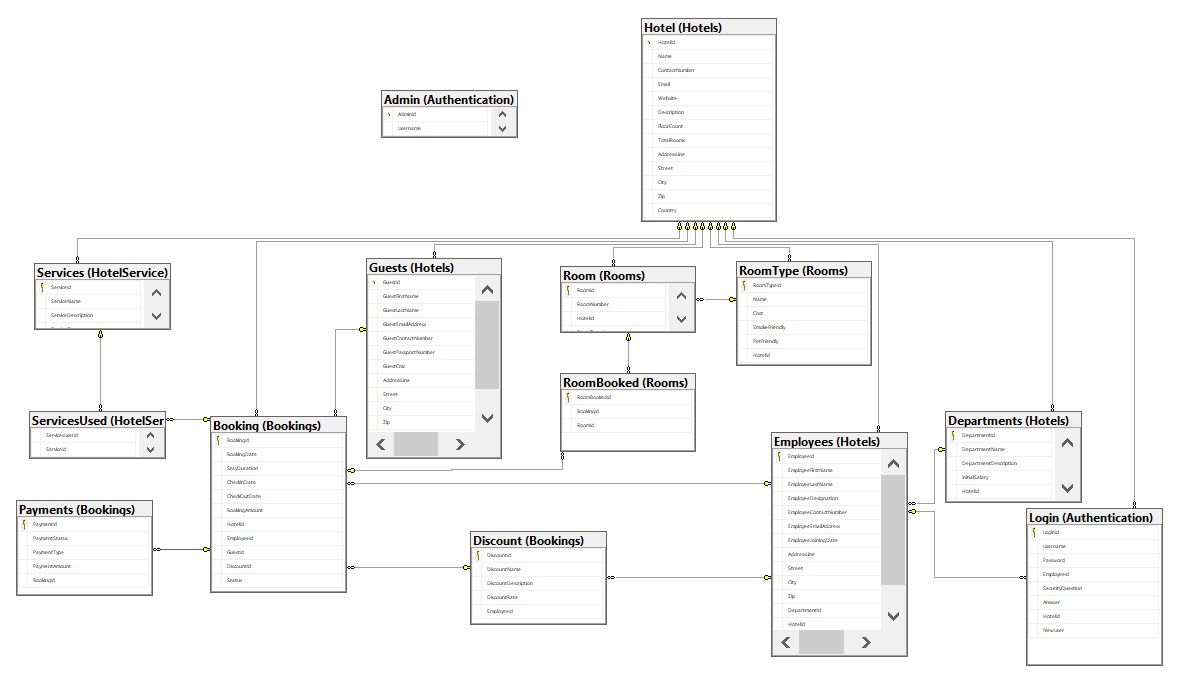 Hotel (Hotels)
HotelId
Name
ContactNumber
Email
Website
Description
FloorCount
TotalRooms
AddressLine
Street
City
Zip
Country
Admin (Authentication)
AdminId
Username
Services (HotelService)
ServiceId
ServiceName
ServiceDescription
Guests (Hotels)
GuestId
GuestFirstName
GuestLastName
GuestEmailAddress
GuestContactNumber
GuestPassportNumber
GuestCnic
AddressLine
Street
City
Zip
Room (Rooms)
RoomId
RoomNumber
HotelId
RoomType (Rooms)
RoomTypeId
Name
Cost
SmokeFriendly
PetFriendly
HotelId
RoomBooked (Rooms)
RoomBookedId
BookingId
RoomId
ServicesUsed (HotelSer
ServicesUsedId
ServiceId
Booking (Bookings)
BookingId
BookingDate
StayDuration
CheckInDate
CheckOutDate
BookingAmount
HotelId
EmployeeId
GuestId
DiscountId
Status
Employees (Hotels)
EmployeeId
EmployeeFirstName
EmployeeLastName
EmployeeDesignation
EmployeeContactNumber
EmployeeEmailAddress
EmployeeJoiningDate
AddressLine
Street
City
Zip
DepartmentId
HotelId
Departments (Hotels)
DepartmentId
DepartmentName
DepartmentDescription
InitialSalary
HotelId
Payments (Bookings)
PaymentId
PaymentStatus
PaymentType
PaymentAmount
BookingId
Discount (Bookings)
DiscountId
DiscountName
DiscountDescription
DiscountRate
EmployeeId
Login (Authentication)
LoginId
Username
Password
EmployeeId
SecurityQuestion
Answer
HotelId
NewUser